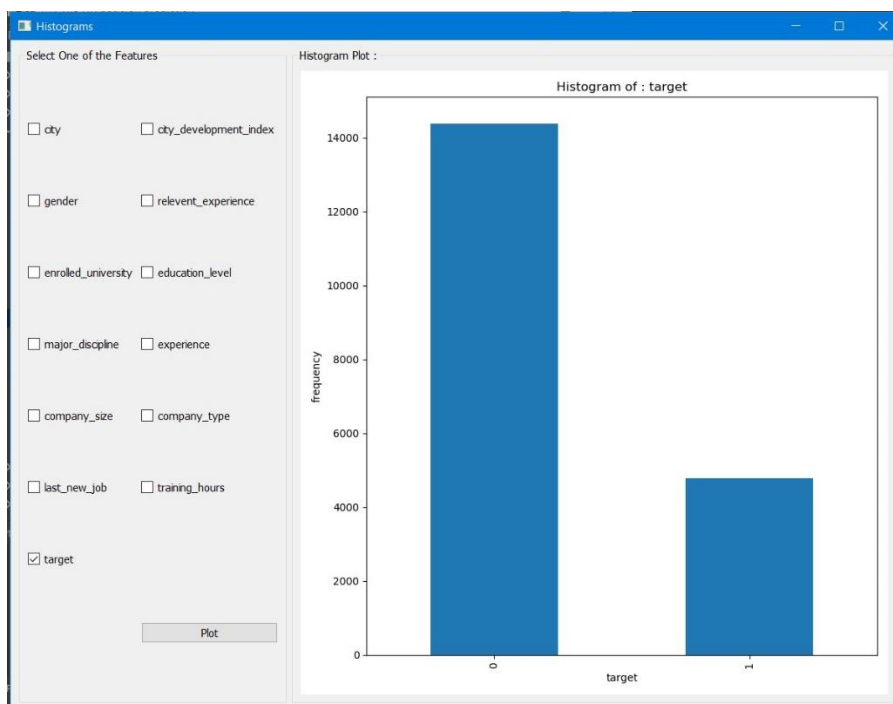 Histograms
Select One of the Features
city city_development_index
gender relevent_experience
enrolled_university education_level
major_discipline experience
company_size company_type
last_new_job training_hours
target
Plot
Histogram Plot :
Histogram of : target
14000
12000
10000
8000
6000
4000
2000
0
frequency
0 1
target